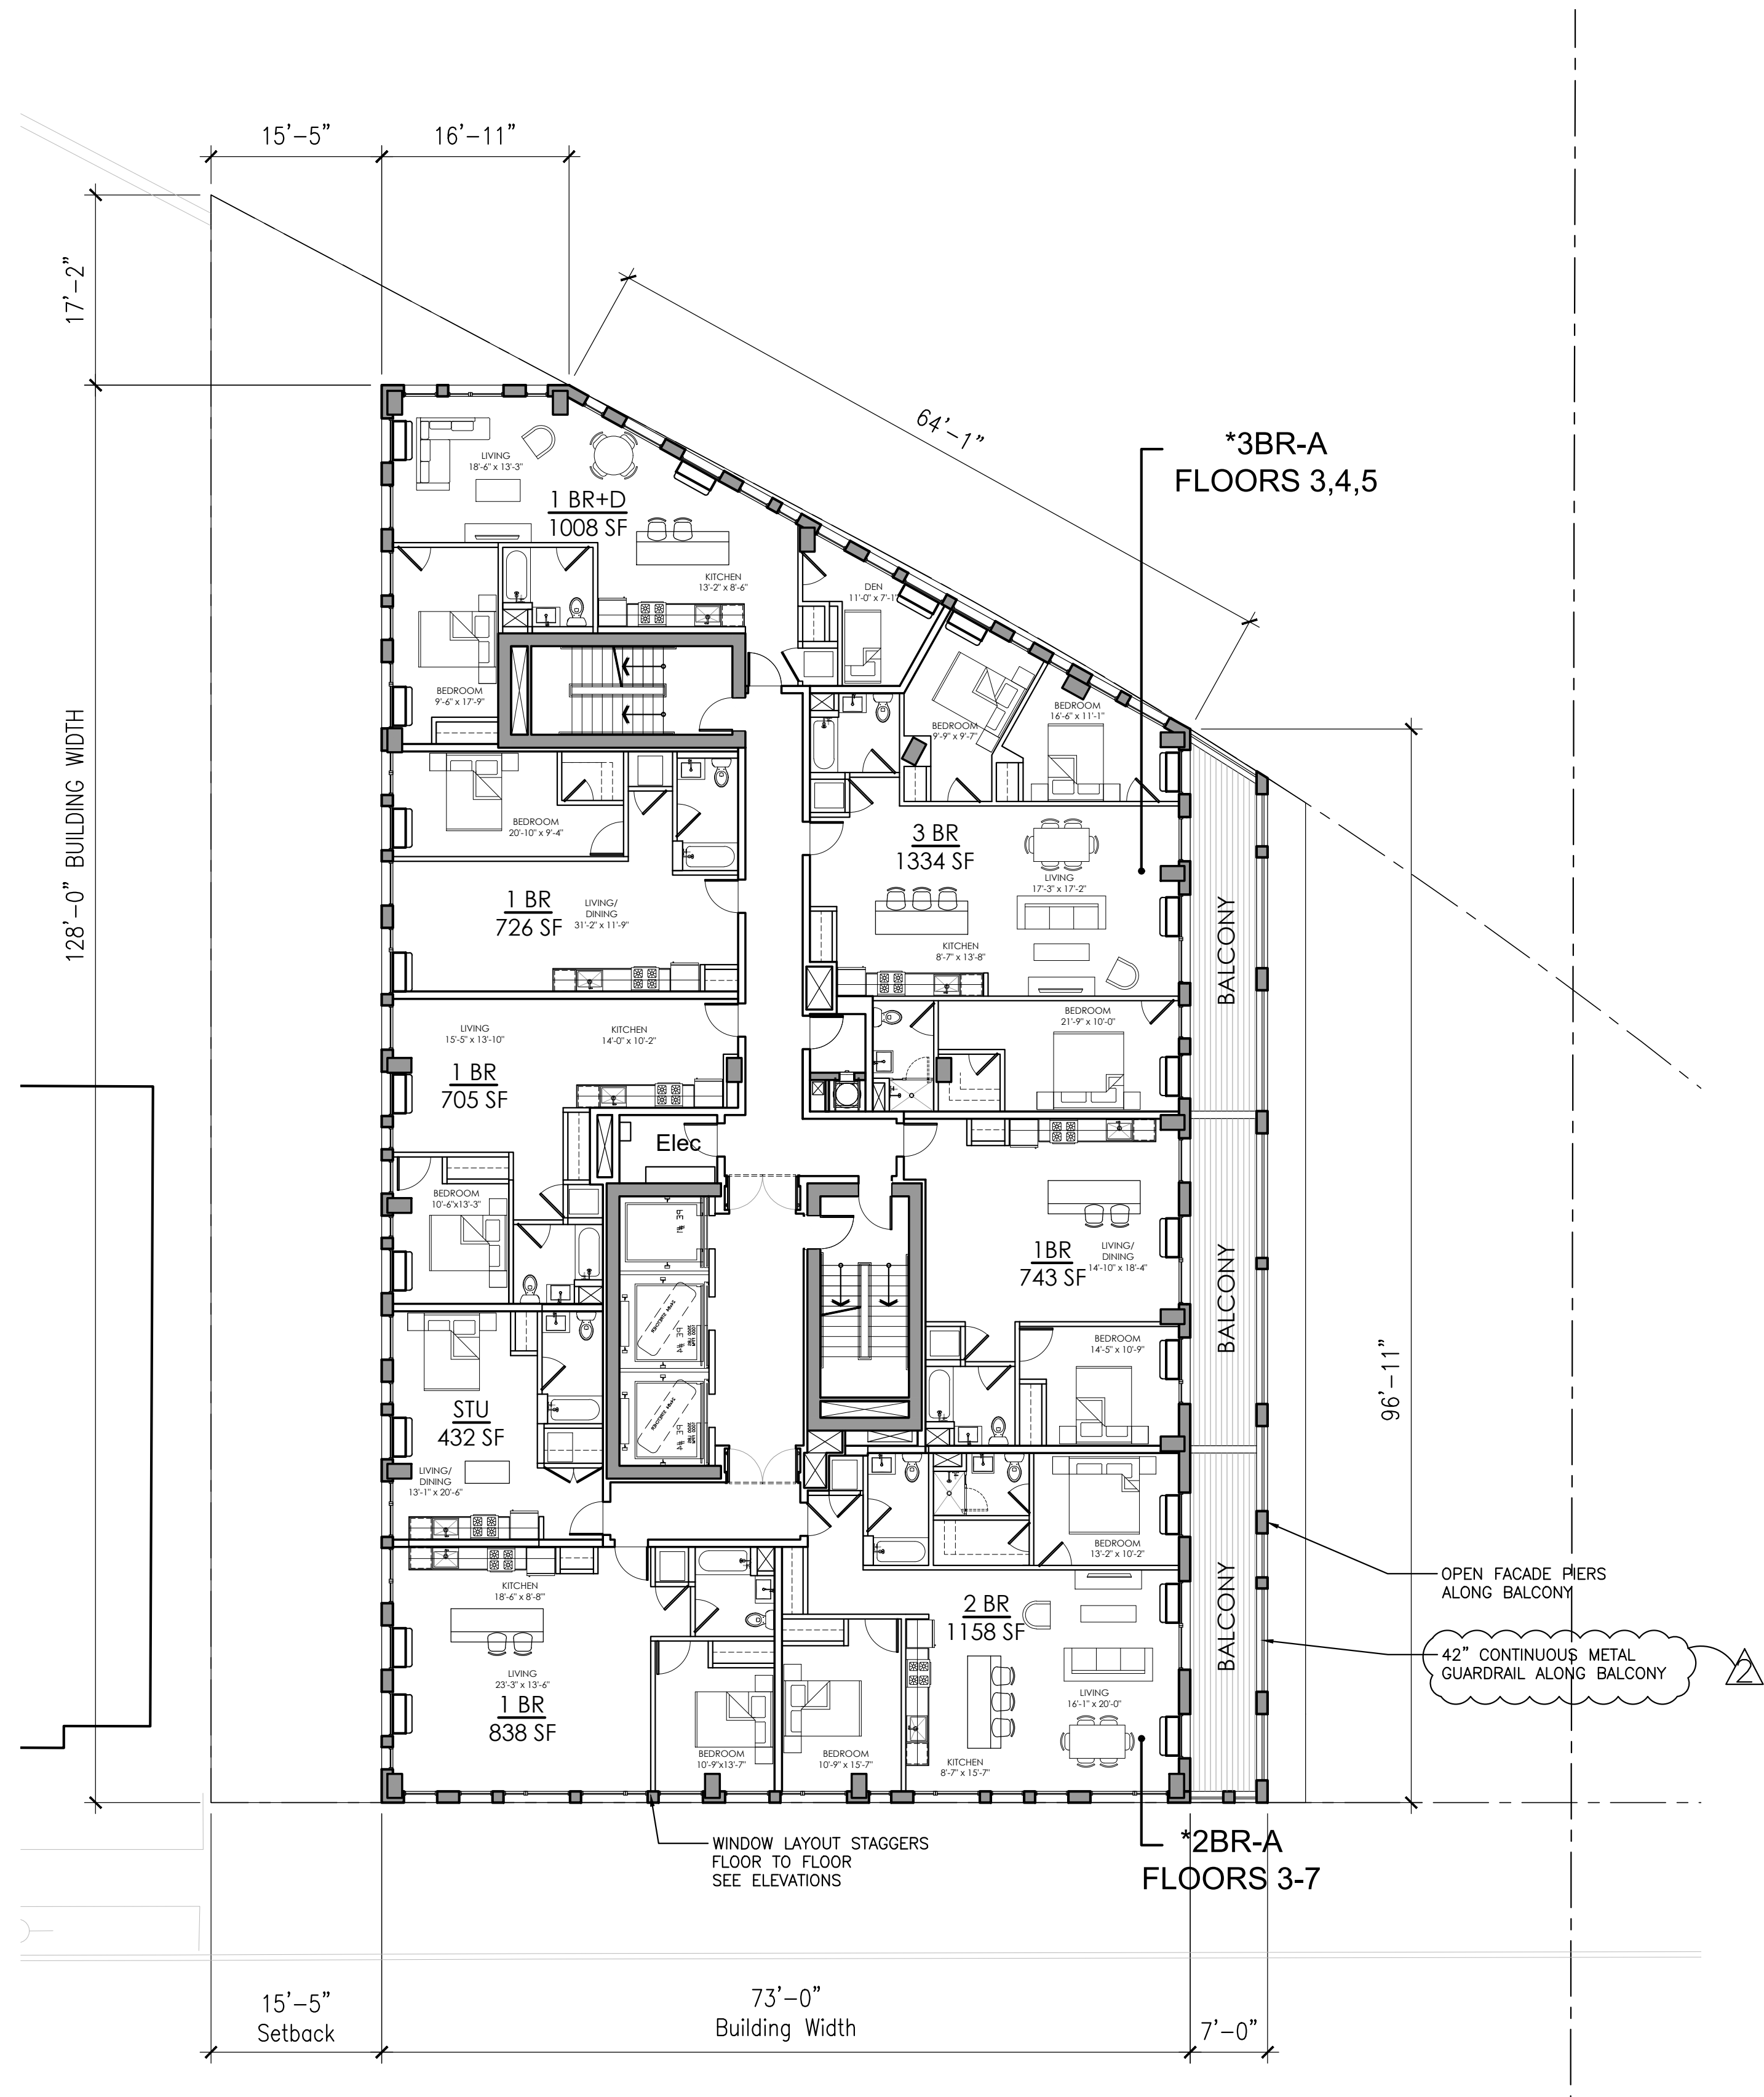 15'-5"
16'-11"
17'-2"
64'-1"
*3BR-A
FLOORS 3,4,5
LIVING
18'-6" x 13'-3"
1 BR+D
1008 SF
KITCHEN
13'-2" x 8'-6"
DEN
11'-0" x 7'-1"
BEDROOM
9'-6" x 17'-9"
BEDROOM
9'-9" x 9'-7"
BEDROOM
16'-6" x 11'-1"
128'-0" BUILDING WIDTH
BEDROOM
20'-10" x 9'-4"
3 BR
1334 SF
LIVING
17'-3" x 17'-2"
1 BR
726 SF
LIVING/
DINING
31'-2" x 11'-9"
KITCHEN
8'-7" x 13'-8"
BALCONY
LIVING
15'-5" x 13'-10"
KITCHEN
14'-0" x 10'-2"
BEDROOM
21'-9" x 10'-0"
1 BR
705 SF
Elec
BEDROOM
10'-6"x13'-3"
1BR
743 SF
LIVING/
DINING
14'-10" x 18'-4"
BALCONY
BEDROOM
14'-5" x 10'-9"
96'-11"
STU
432 SF
LIVING/
DINING
13'-1" x 20'-6"
BEDROOM
13'-2" x 10'-2"
OPEN FACADE PIERS
ALONG BALCONY
KITCHEN
18'-6" x 8'-8"
2 BR
1158 SF
BALCONY
42" CONTINUOUS METAL
GUARDRAIL ALONG BALCONY
2
LIVING
23'-3" x 13'-6"
1 BR
838 SF
LIVING
16'-1" x 20'-0"
BEDROOM
10'-9"x13'-7"
BEDROOM
10'-9" x 15'-7"
KITCHEN
8'-7" x 15'-7"
WINDOW LAYOUT STAGGERS
FLOOR TO FLOOR
SEE ELEVATIONS
*2BR-A
FLOORS 3-7
15'-5"
Setback
73'-0"
Building Width
7'-0"